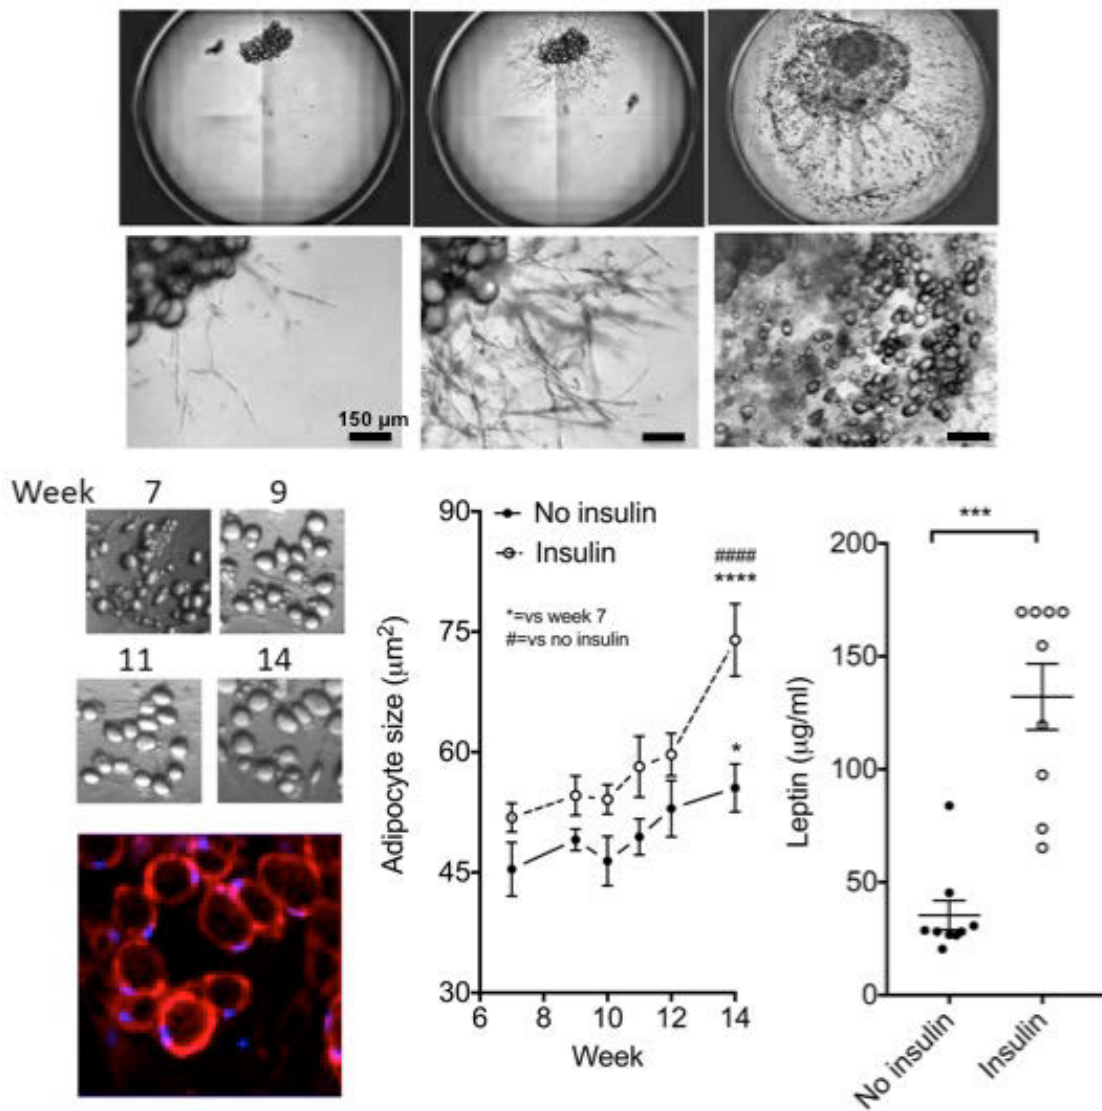 150 µm
Week 7 9
11 14
90
75
60
45
30
6 8 10 12 14
Week
Adipocyte size (µm²)
No insulin
Insulin
*=vs week 7
#=vs no insulin
####
****
*
***
200
150
100
50
0
Leptin (µg/ml)
No insulin
Insulin